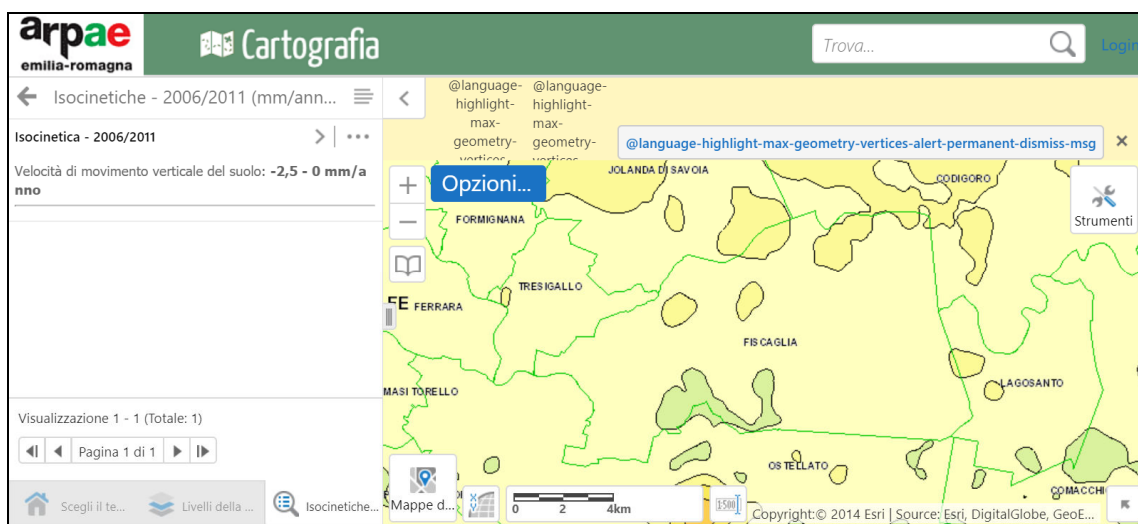 arpae
emilia-romagna
Cartografia
Trova...
Login
Isocinetiche - 2006/2011 (mm/ann...
Isocinetica - 2006/2011
Velocità di movimento verticale del suolo: -2,5 - 0 mm/a
nno
Visualizzazione 1 - 1 (Totale: 1)
Pagina 1 di 1
Scegli il te...
Livelli della ...
Isocinetiche...
@language-highlight-max-geometry-vertices
@language-highlight-max-geometry-vertices
@language-highlight-max-geometry-vertices-alert-permanent-dismiss-msg
Opzioni...
Strumenti
JOLANDA DI SAVOIA
CODIGORO
FORMIGNANA
TRESIGALLO
FE FERRARA
FISCAGLIA
MASI TORELLO
LAGOSANTO
OSTELLATO
COMACCHI
Mappe d...
X
Y
0 2 4km
1:500
Copyright:© 2014 Esri | Source: Esri, DigitalGlobe, GeoE...